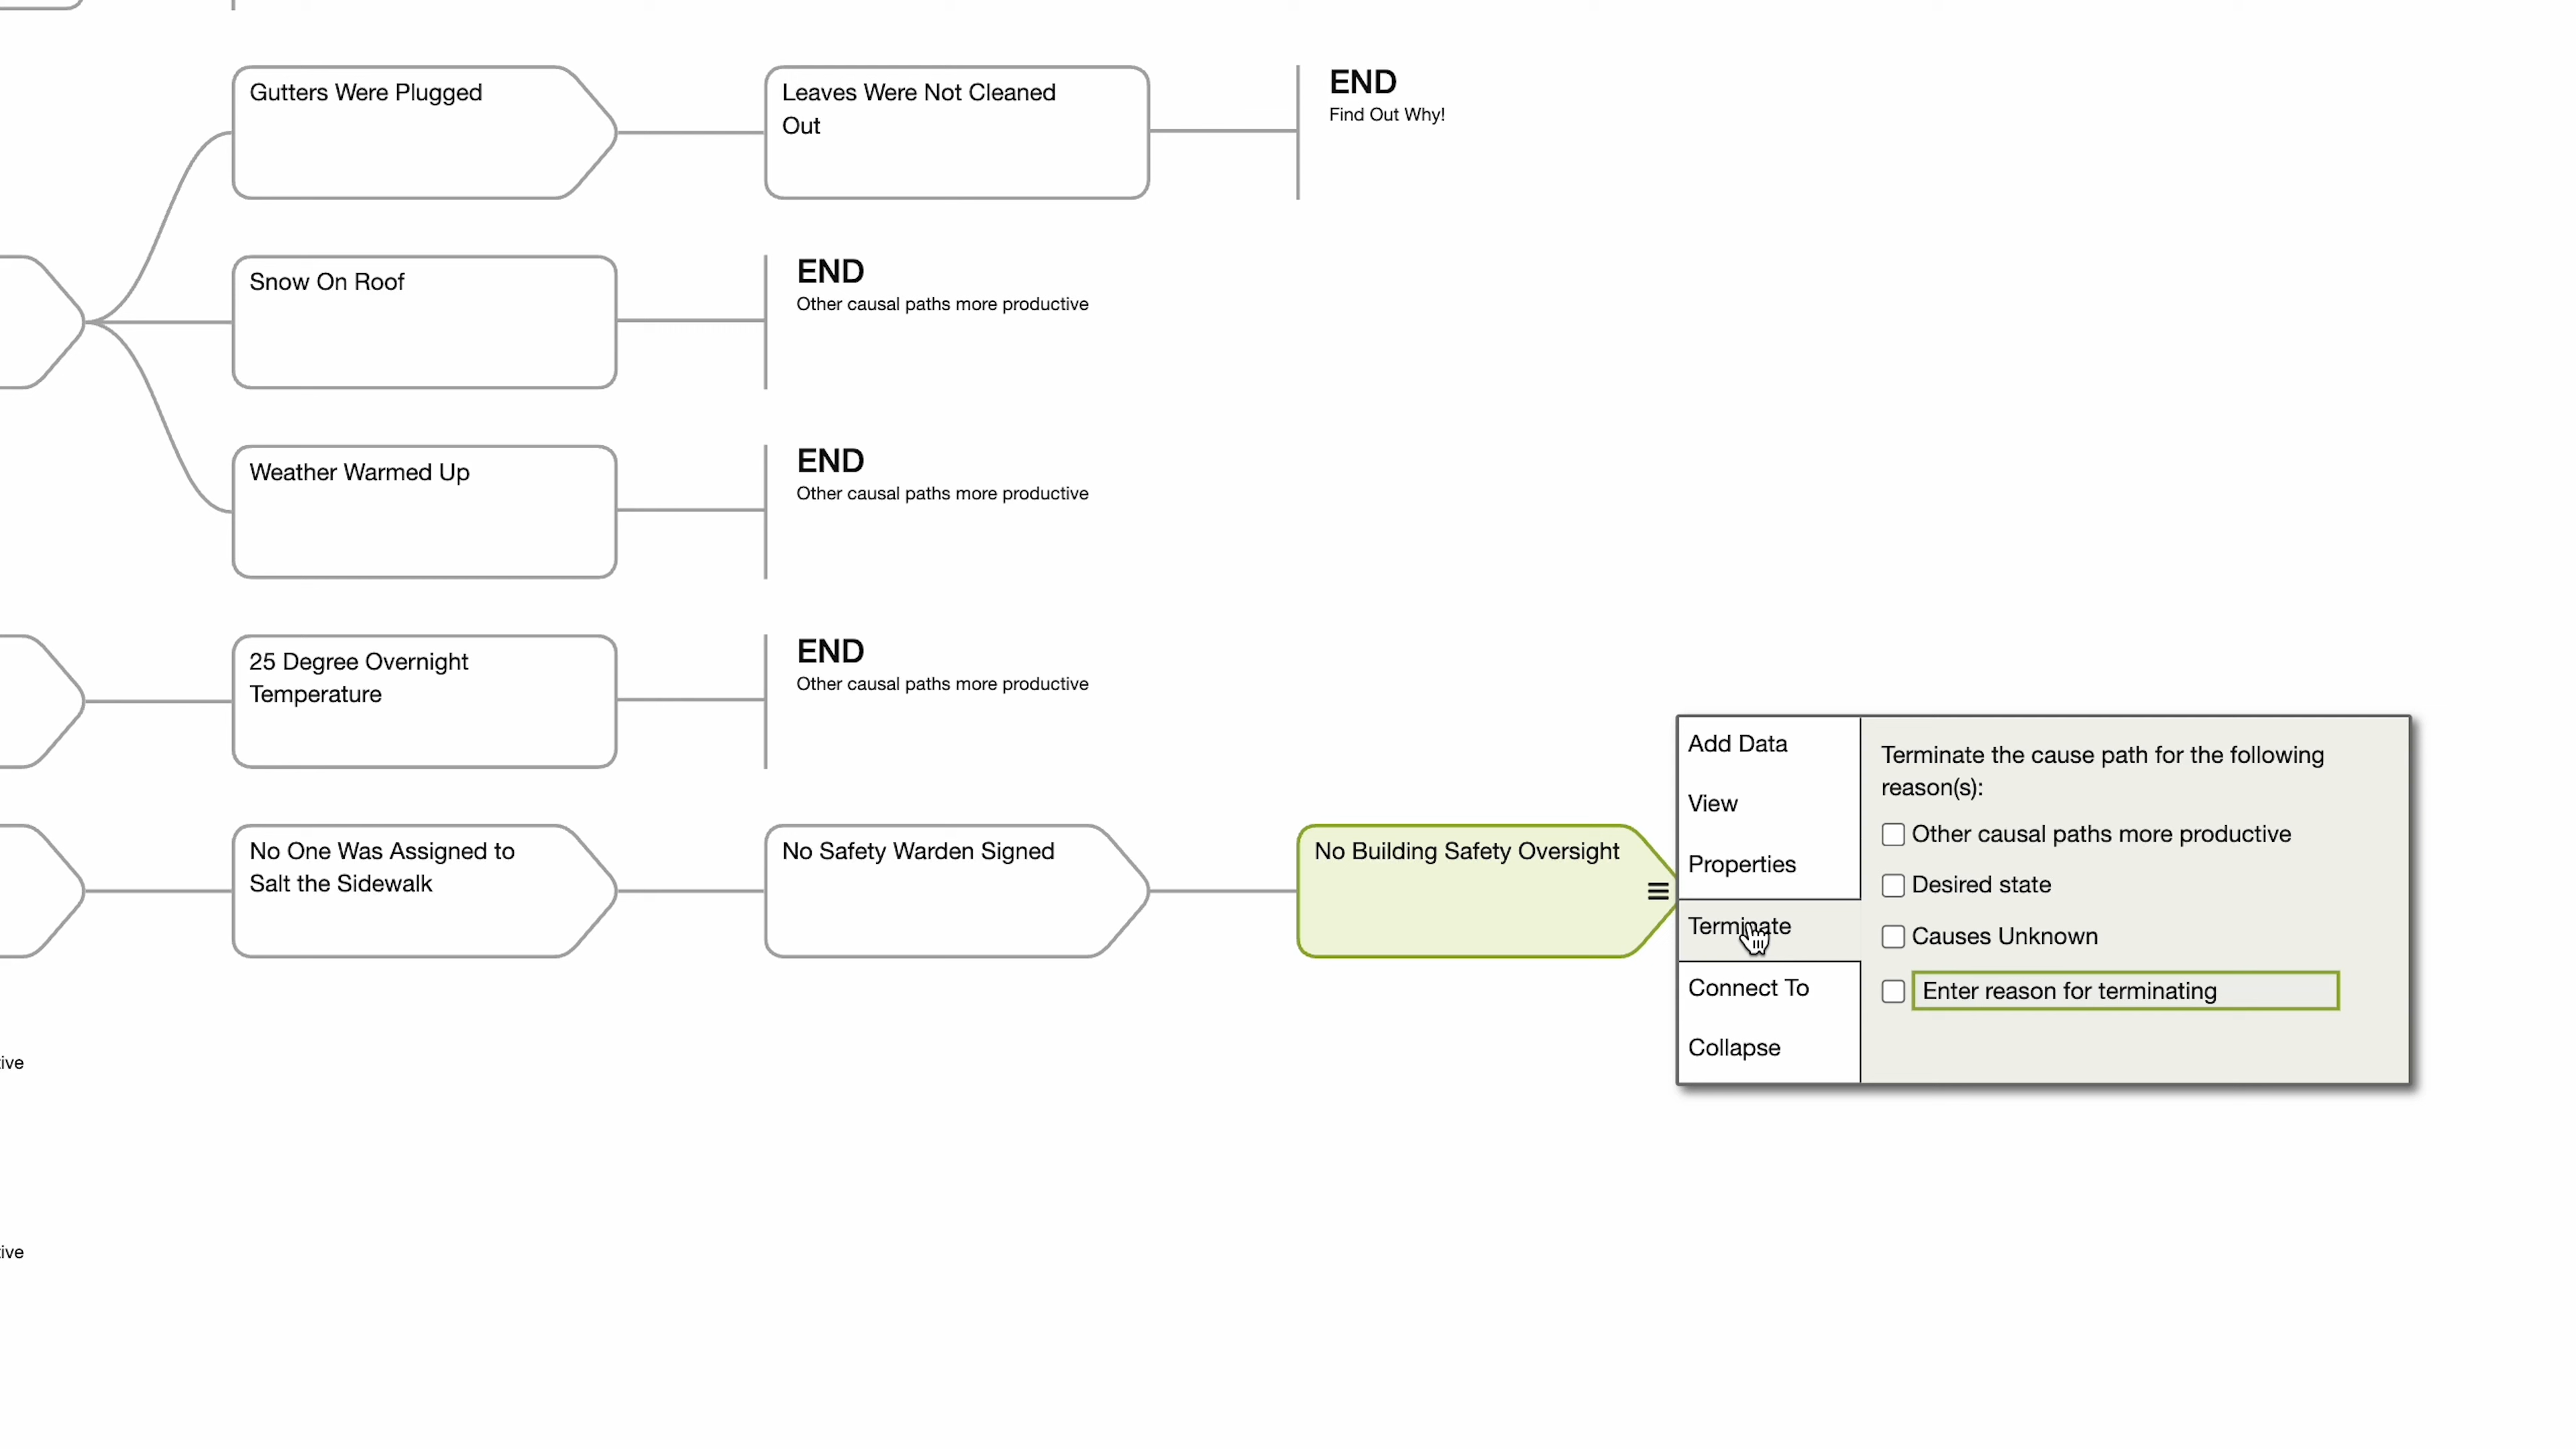 Gutters Were Plugged
Leaves Were Not Cleaned
Out
END
Find Out Why!
Snow On Roof
END
Other causal paths more productive
Weather Warmed Up
END
Other causal paths more productive
25 Degree Overnight
Temperature
END
Other causal paths more productive
No One Was Assigned to
Salt the Sidewalk
No Safety Warden Signed
No Building Safety Oversight
Add Data
View
Properties
Terminate
Connect To
Collapse
Terminate the cause path for the following
reason(s):
Other causal paths more productive
Desired state
Causes Unknown
Enter reason for terminating